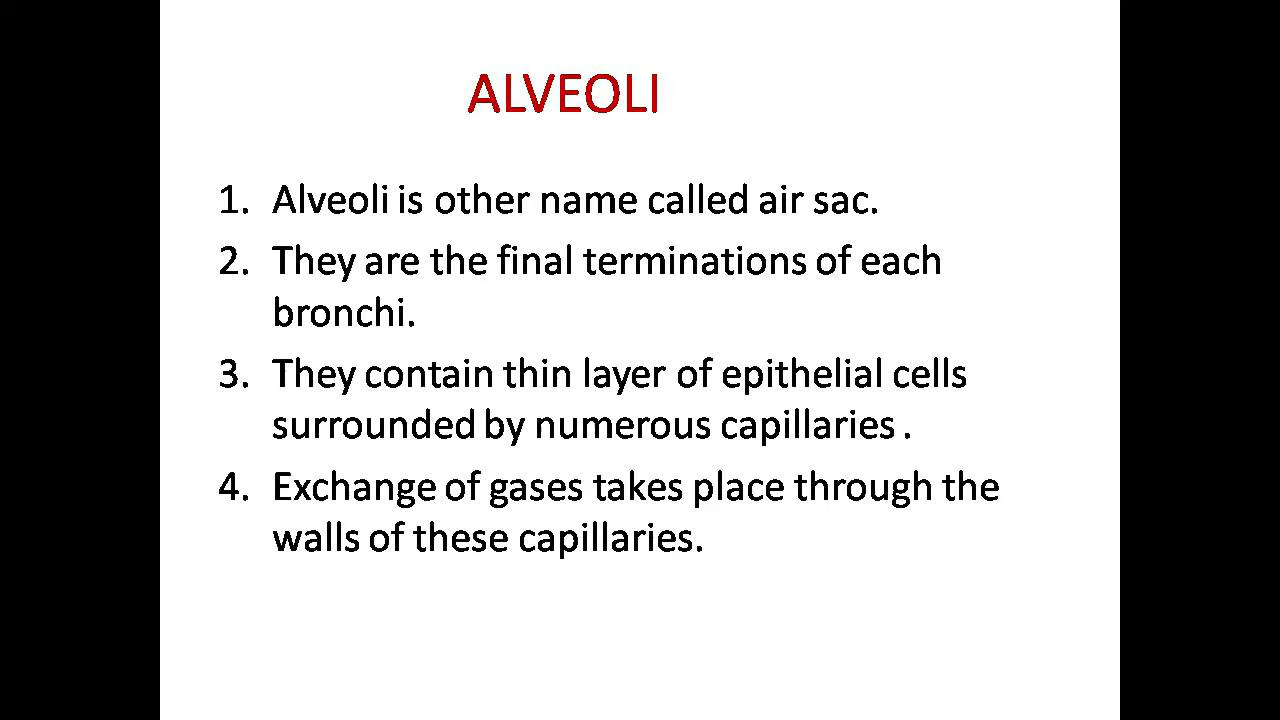 ALVEOLI
1. Alveoli is other name called air sac.
2. They are the final terminations of each
bronchi.
3. They contain thin layer of epithelial cells
surrounded by numerous capillaries .
4. Exchange of gases takes place through the
walls of these capillaries.